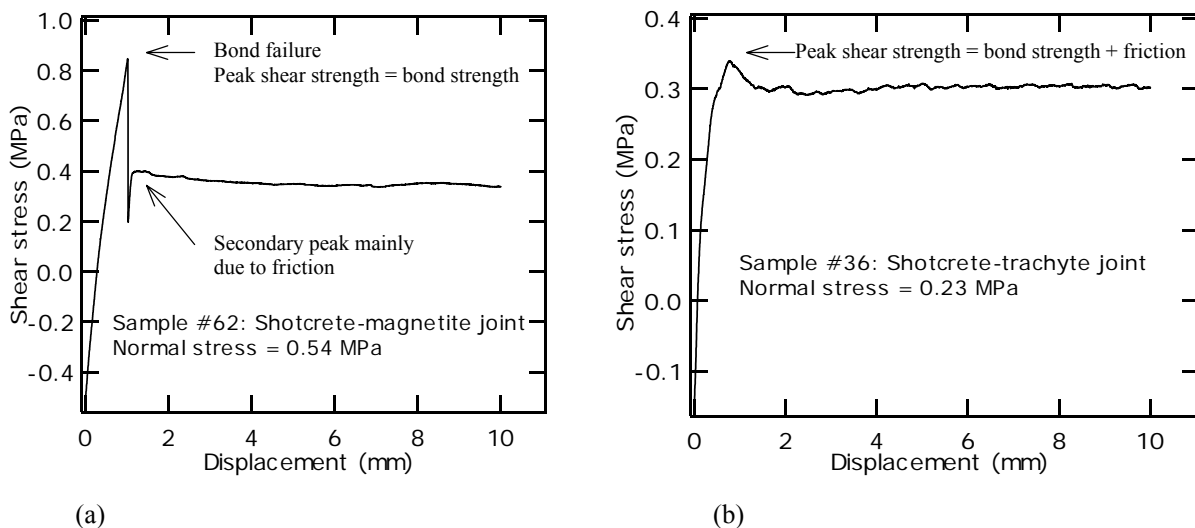 1.0
0.8
0.6
0.4
0.2
0.0
-0.2
-0.4
Shear stress (MPa)
Bond failure
Peak shear strength = bond strength
Secondary peak mainly
due to friction
Sample #62: Shotcrete-magnetite joint
Normal stress = 0.54 MPa
0 2 4 6 8 10
Displacement (mm)
(a)
0.4
0.3
0.2
0.1
0.0
-0.1
Shear stress (MPa)
Peak shear strength = bond strength + friction
Sample #36: Shotcrete-trachyte joint
Normal stress = 0.23 MPa
0 2 4 6 8 10
Displacement (mm)
(b)